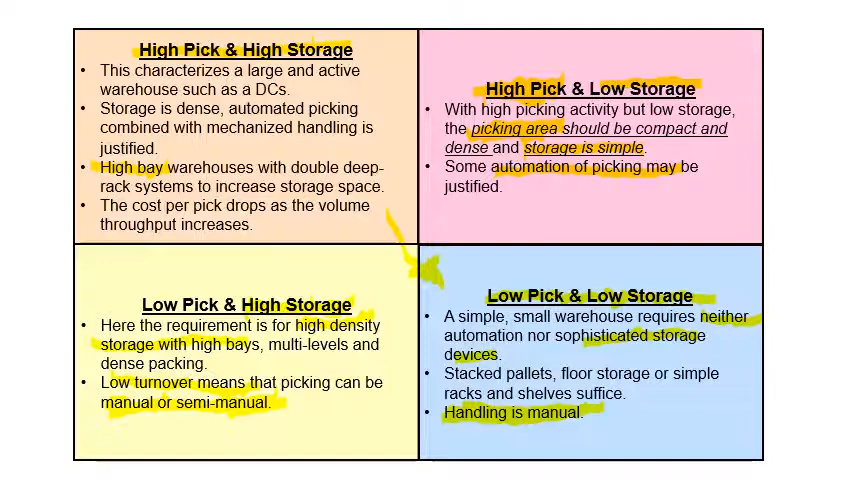 High Pick & High Storage
• This characterizes a large and active
warehouse such as a DCs.
• Storage is dense, automated picking
combined with mechanized handling is
justified.
• High bay warehouses with double deep-
rack systems to increase storage space.
• The cost per pick drops as the volume
throughput increases.
High Pick & Low Storage
• With high picking activity but low storage,
the picking area should be compact and
dense and storage is simple.
• Some automation of picking may be
justified.
Low Pick & High Storage
• Here the requirement is for high density
storage with high bays, multi-levels and
dense packing.
• Low turnover means that picking can be
manual or semi-manual.
Low Pick & Low Storage
• A simple, small warehouse requires neither
automation nor sophisticated storage
devices.
• Stacked pallets, floor storage or simple
racks and shelves suffice.
• Handling is manual.